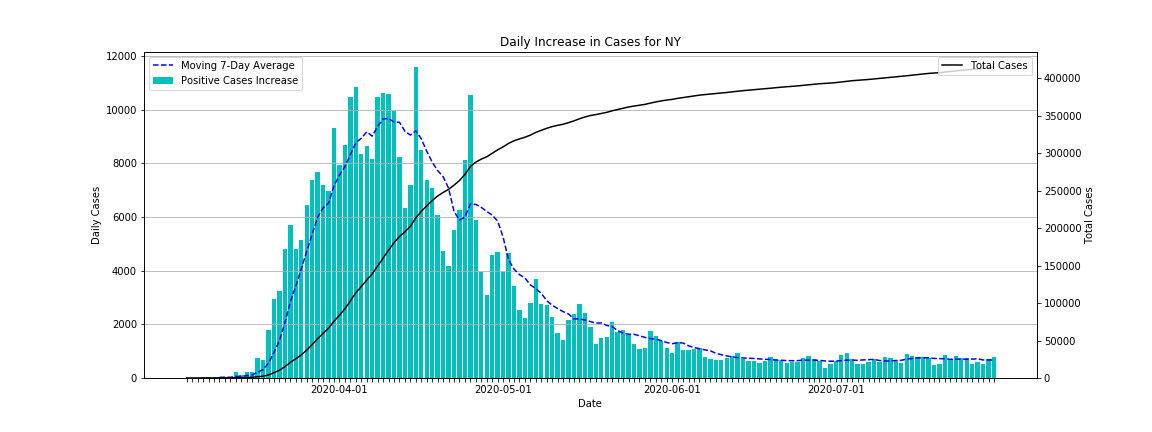 Daily Increase in Cases for NY
Moving 7-Day Average
Positive Cases Increase
Total Cases
12000
10000
8000
6000
4000
2000
0
Daily Cases
400000
350000
300000
250000
200000
150000
100000
50000
0
Total Cases
2020-04-01
2020-05-01
2020-06-01
2020-07-01
Date